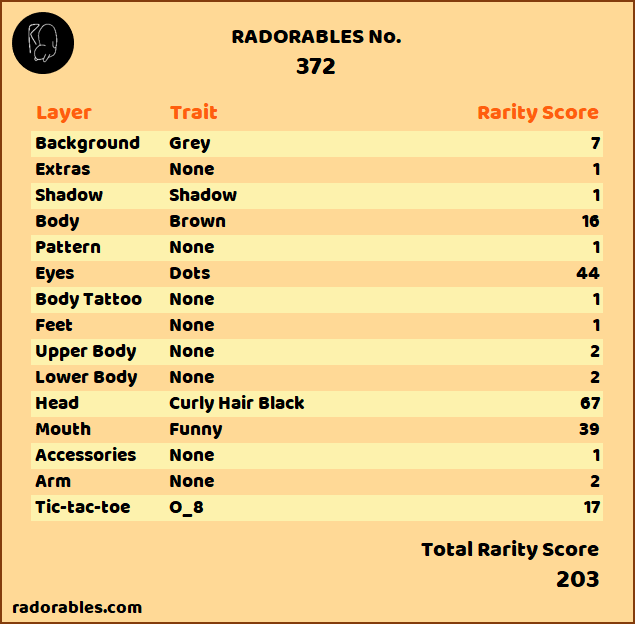 RADORABLES No.
372
Layer Trait Rarity Score
Background Grey 7
Extras None 1
Shadow Shadow 1
Body Brown 16
Pattern None 1
Eyes Dots 44
Body Tattoo None 1
Feet None 1
Upper Body None 2
Lower Body None 2
Head Curly Hair Black 67
Mouth Funny 39
Accessories None 1
Arm None 2
Tic-tac-toe O_8 17
Total Rarity Score
203
radorables.com